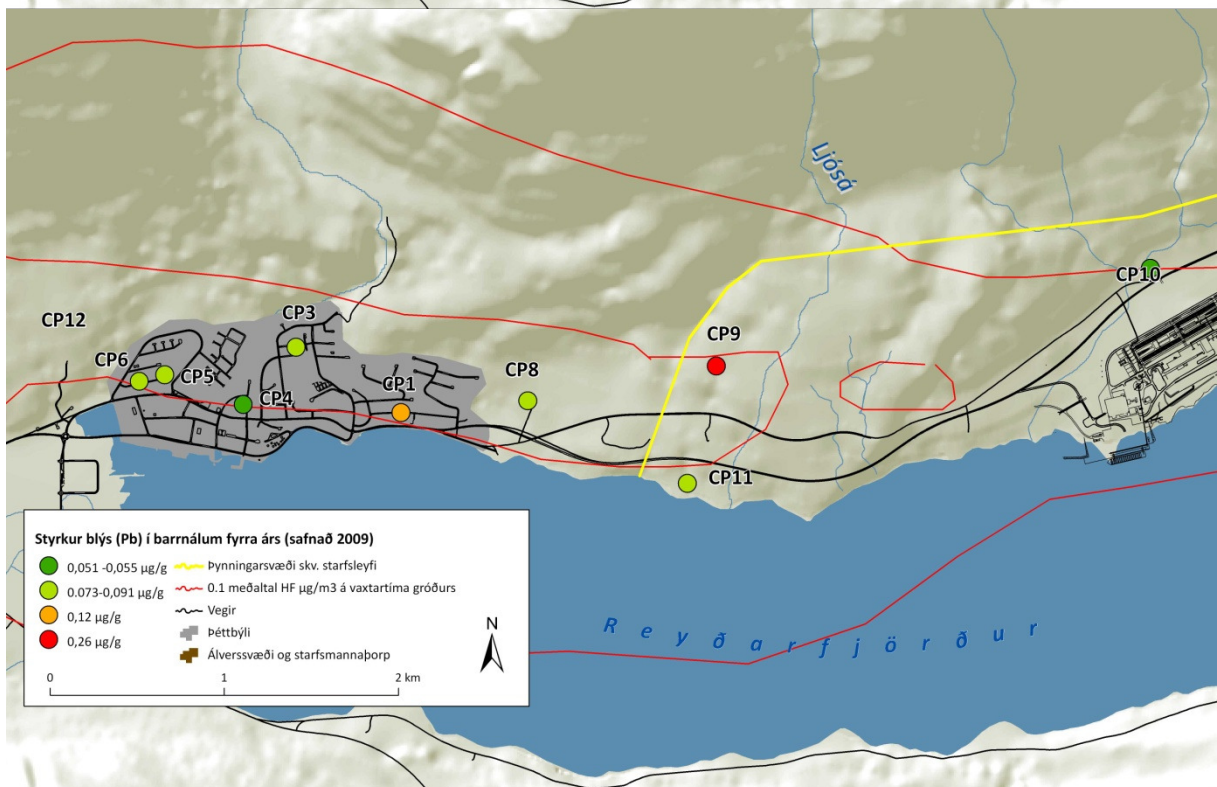 Ljósá
CP10
CP12
CP3
CP9
CP6
CP5
CP8
CP1
CP4
CP11
Styrkur blýs (Pb) í barrnálum fyrra árs (safnað 2009)
0,051 -0,055 µg/g
0.073-0,091 µg/g
0,12 µg/g
0,26 µg/g
Þynningarsvæði skv. starfsleyfi
0.1 meðaltal HF µg/m3 á vaxtartíma gróðurs
Vegir
Þéttbýli
Álverssvæði og starfsmannaþorp
N
0 1 2 km
Reyðarfjörður